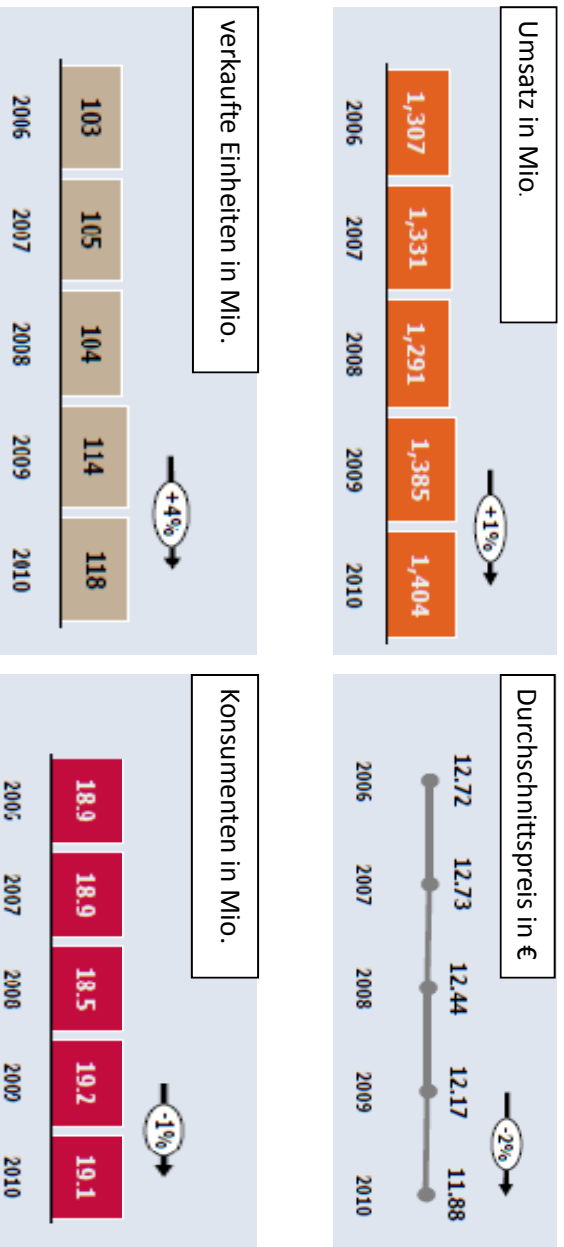 Umsatz in Mio.
+1%
1,307 1,331 1,291 1,385 1,404
2006 2007 2008 2009 2010
Durchschnittspreis in €
-2%
12.72 12.73 12.44 12.17 11.88
2006 2007 2008 2009 2010
verkaufte Einheiten in Mio.
+4%
103 105 104 114 118
2006 2007 2008 2009 2010
Konsumenten in Mio.
-1%
18.9 18.9 18.5 19.2 19.1
2006 2007 2008 2009 2010